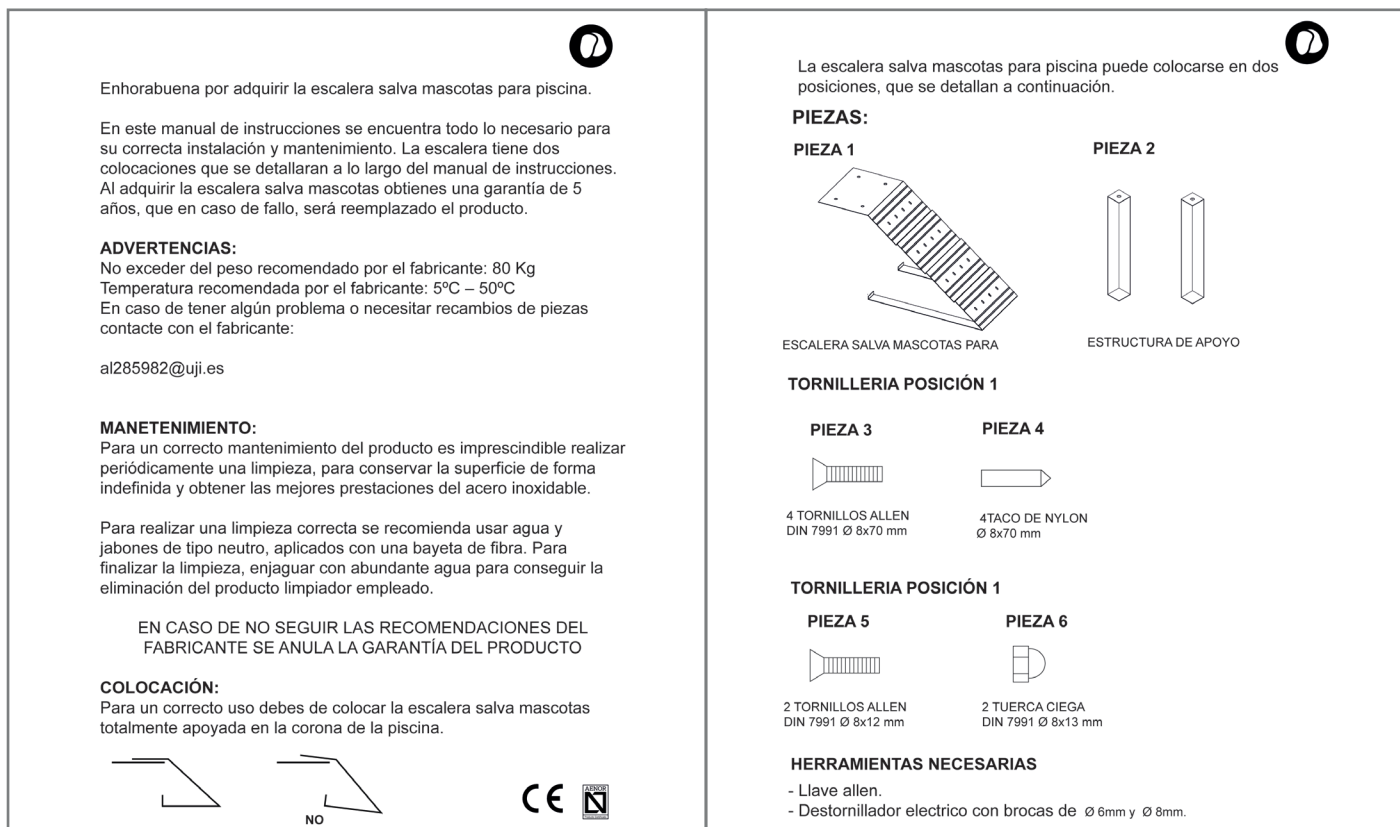 Enhorabuena por adquirir la escalera salva mascotas para piscina.
En este manual de instrucciones se encuentra todo lo necesario para
su correcta instalación y mantenimiento. La escalera tiene dos
colocaciones que se detallaran a lo largo del manual de instrucciones.
Al adquirir la escalera salva mascotas obtienes una garantía de 5
años, que en caso de fallo, será reemplazado el producto.
ADVERTENCIAS:
No exceder del peso recomendado por el fabricante: 80 Kg
Temperatura recomendada por el fabricante: 5ºC – 50ºC
En caso de tener algún problema o necesitar recambios de piezas
contacte con el fabricante:
al285982@uji.es
MANETENIMIENTO:
Para un correcto mantenimiento del producto es imprescindible realizar
periódicamente una limpieza, para conservar la superficie de forma
indefinida y obtener las mejores prestaciones del acero inoxidable.
Para realizar una limpieza correcta se recomienda usar agua y
jabones de tipo neutro, aplicados con una bayeta de fibra. Para
finalizar la limpieza, enjaguar con abundante agua para conseguir la
eliminación del producto limpiador empleado.
EN CASO DE NO SEGUIR LAS RECOMENDACIONES DEL
FABRICANTE SE ANULA LA GARANTÍA DEL PRODUCTO
COLOCACIÓN:
Para un correcto uso debes de colocar la escalera salva mascotas
totalmente apoyada en la corona de la piscina.
NO
CE
AENOR
N
La escalera salva mascotas para piscina puede colocarse en dos
posiciones, que se detallan a continuación.
PIEZAS:
PIEZA 1
PIEZA 2
ESCALERA SALVA MASCOTAS PARA
ESTRUCTURA DE APOYO
TORNILLERIA POSICIÓN 1
PIEZA 3
PIEZA 4
4 TORNILLOS ALLEN
DIN 7991 Ø 8x70 mm
4TACO DE NYLON
Ø 8x70 mm
TORNILLERIA POSICIÓN 1
PIEZA 5
PIEZA 6
2 TORNILLOS ALLEN
DIN 7991 Ø 8x12 mm
2 TUERCA CIEGA
DIN 7991 Ø 8x13 mm
HERRAMIENTAS NECESARIAS
- Llave allen.
- Destornillador electrico con brocas de Ø 6mm y Ø 8mm.